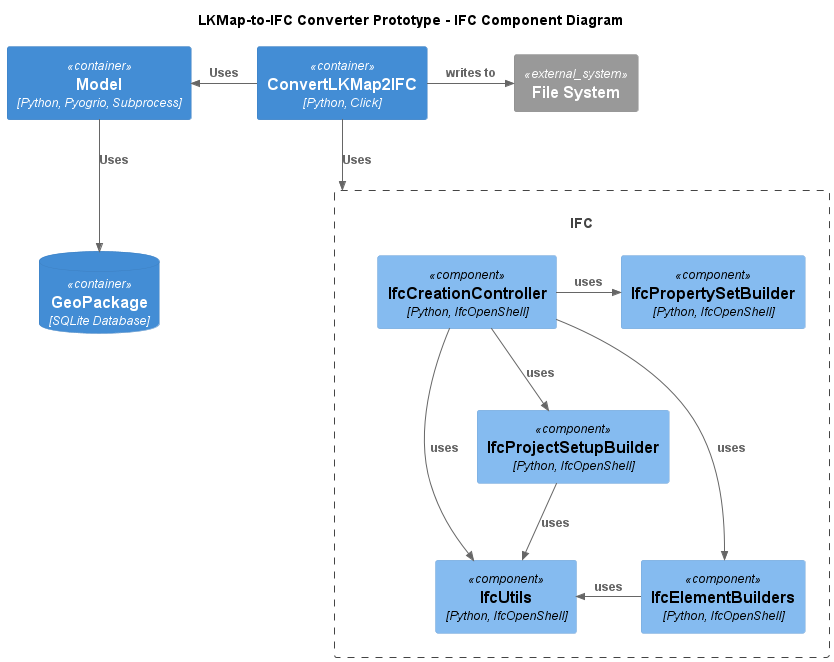 LKMap-to-IFC Converter Prototype - IFC Component Diagram
«container»
Model
[Python, Pyogrio, Subprocess]
Uses
«container»
ConvertLKMap2IFC
[Python, Click]
writes to
«external_system»
File System
Uses
Uses
«container»
GeoPackage
[SQLite Database]
IFC
«component»
IfcCreationController
[Python, IfcOpenShell]
uses
«component»
IfcPropertySetBuilder
[Python, IfcOpenShell]
uses
«component»
IfcProjectSetupBuilder
[Python, IfcOpenShell]
uses
uses
uses
«component»
IfcUtils
[Python, IfcOpenShell]
uses
«component»
IfcElementBuilders
[Python, IfcOpenShell]